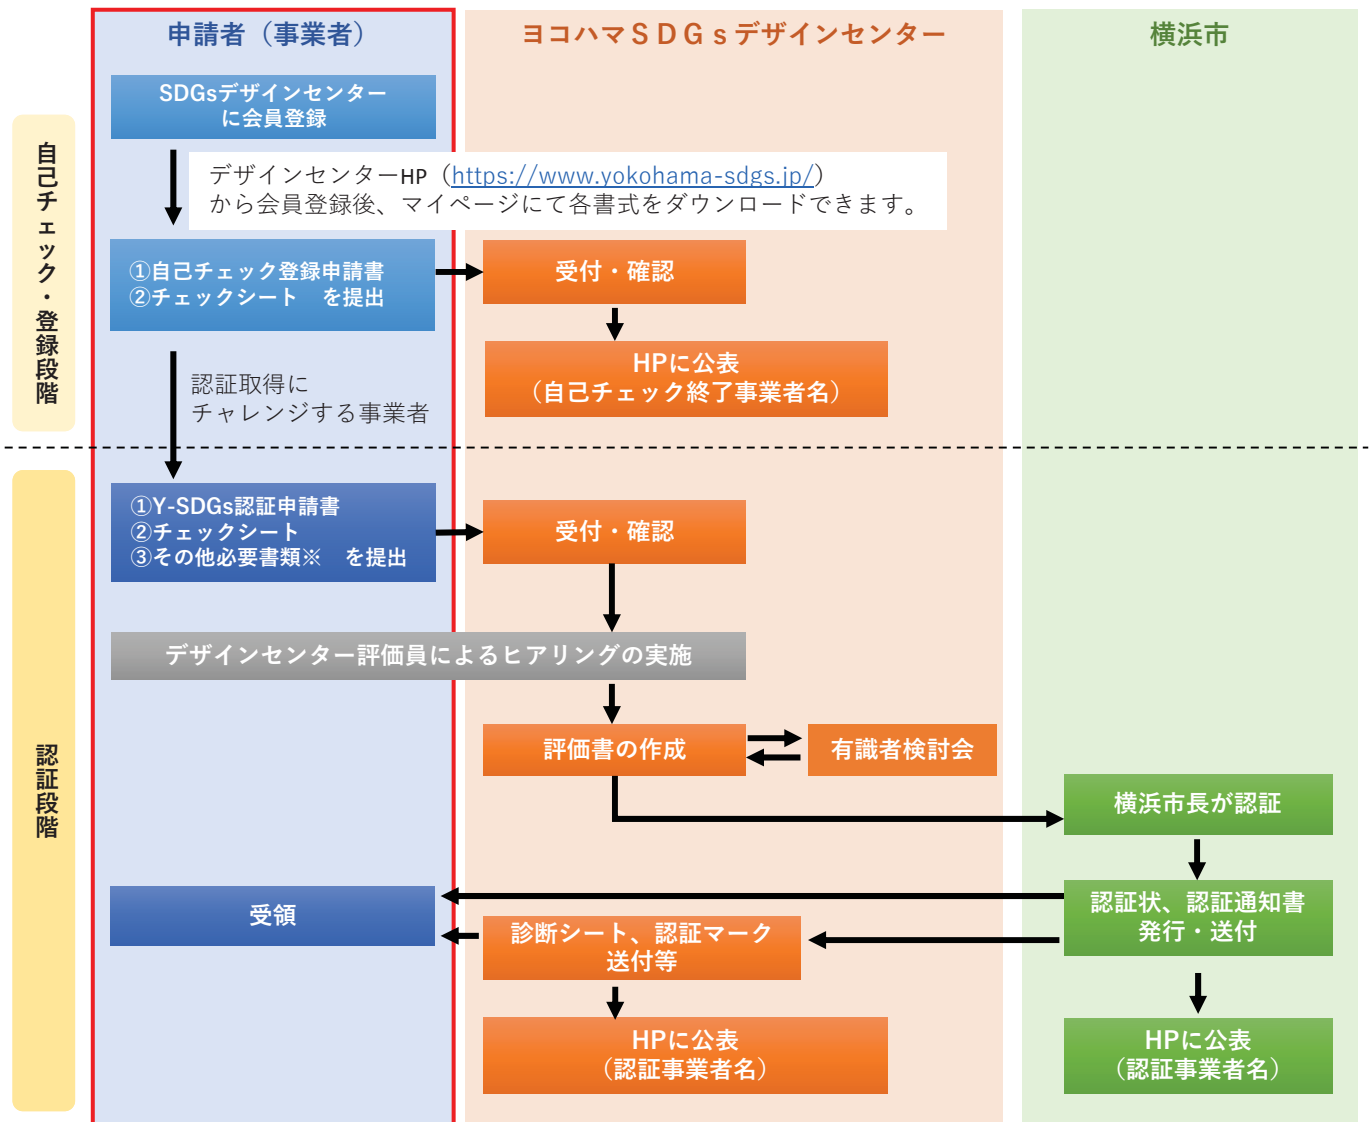 申請者（事業者）
ヨコハマＳＤＧｓデザインセンター
横浜市
自己チェック・登録段階
SDGsデザインセンター
に会員登録
デザインセンターHP（https://www.yokohama-sdgs.jp/）
から会員登録後、マイページにて各書式をダウンロードできます。
①自己チェック登録申請書
②チェックシート　を提出
受付・確認
HPに公表
（自己チェック終了事業者名）
認証取得に
チャレンジする事業者
認証段階
①Y-SDGs認証申請書
②チェックシート
③その他必要書類※　を提出
受付・確認
デザインセンター評価員によるヒアリングの実施
評価書の作成
有識者検討会
横浜市長が認証
認証状、認証通知書
発行・送付
受領
診断シート、認証マーク
送付等
HPに公表
（認証事業者名）
HPに公表
（認証事業者名）